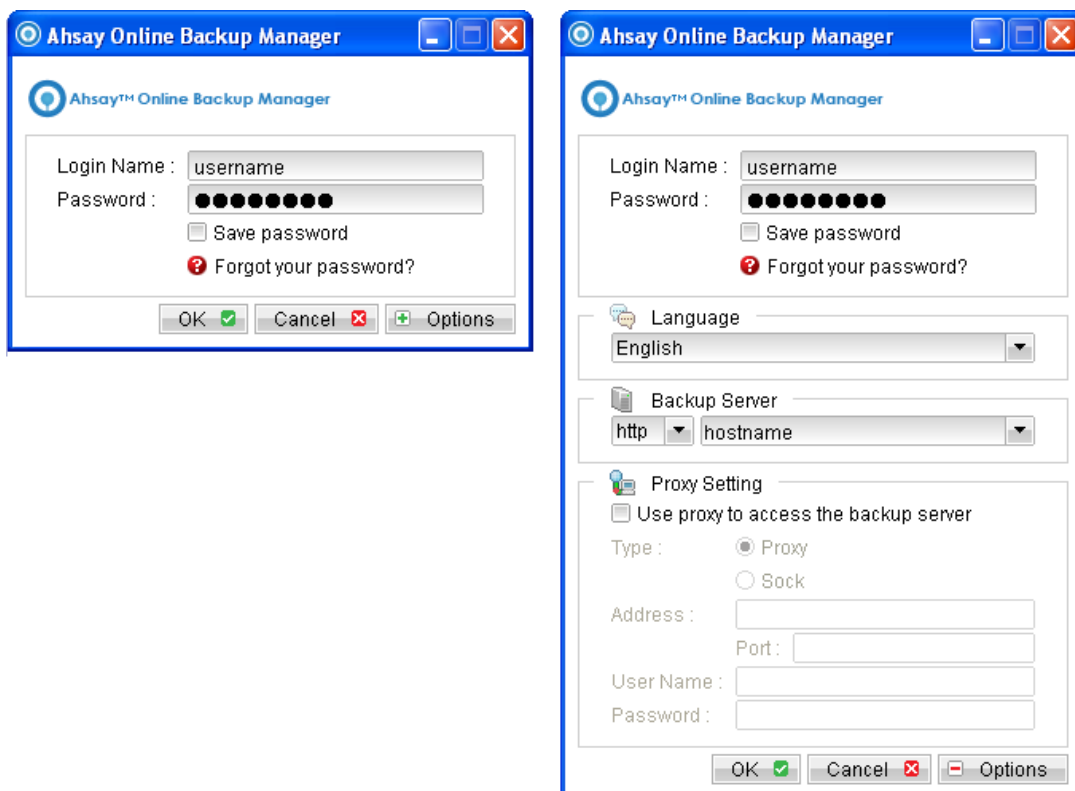 Ahsay Online Backup Manager
Ahsay™ Online Backup Manager
Login Name : username
Password : ●●●●●●●●
Save password
Forgot your password?
OK Cancel Options
Ahsay Online Backup Manager
Ahsay™ Online Backup Manager
Login Name : username
Password : ●●●●●●●●
Save password
Forgot your password?
Language
English
Backup Server
http hostname
Proxy Setting
Use proxy to access the backup server
Type : Proxy
Sock
Address :
Port :
User Name :
Password :
OK Cancel Options